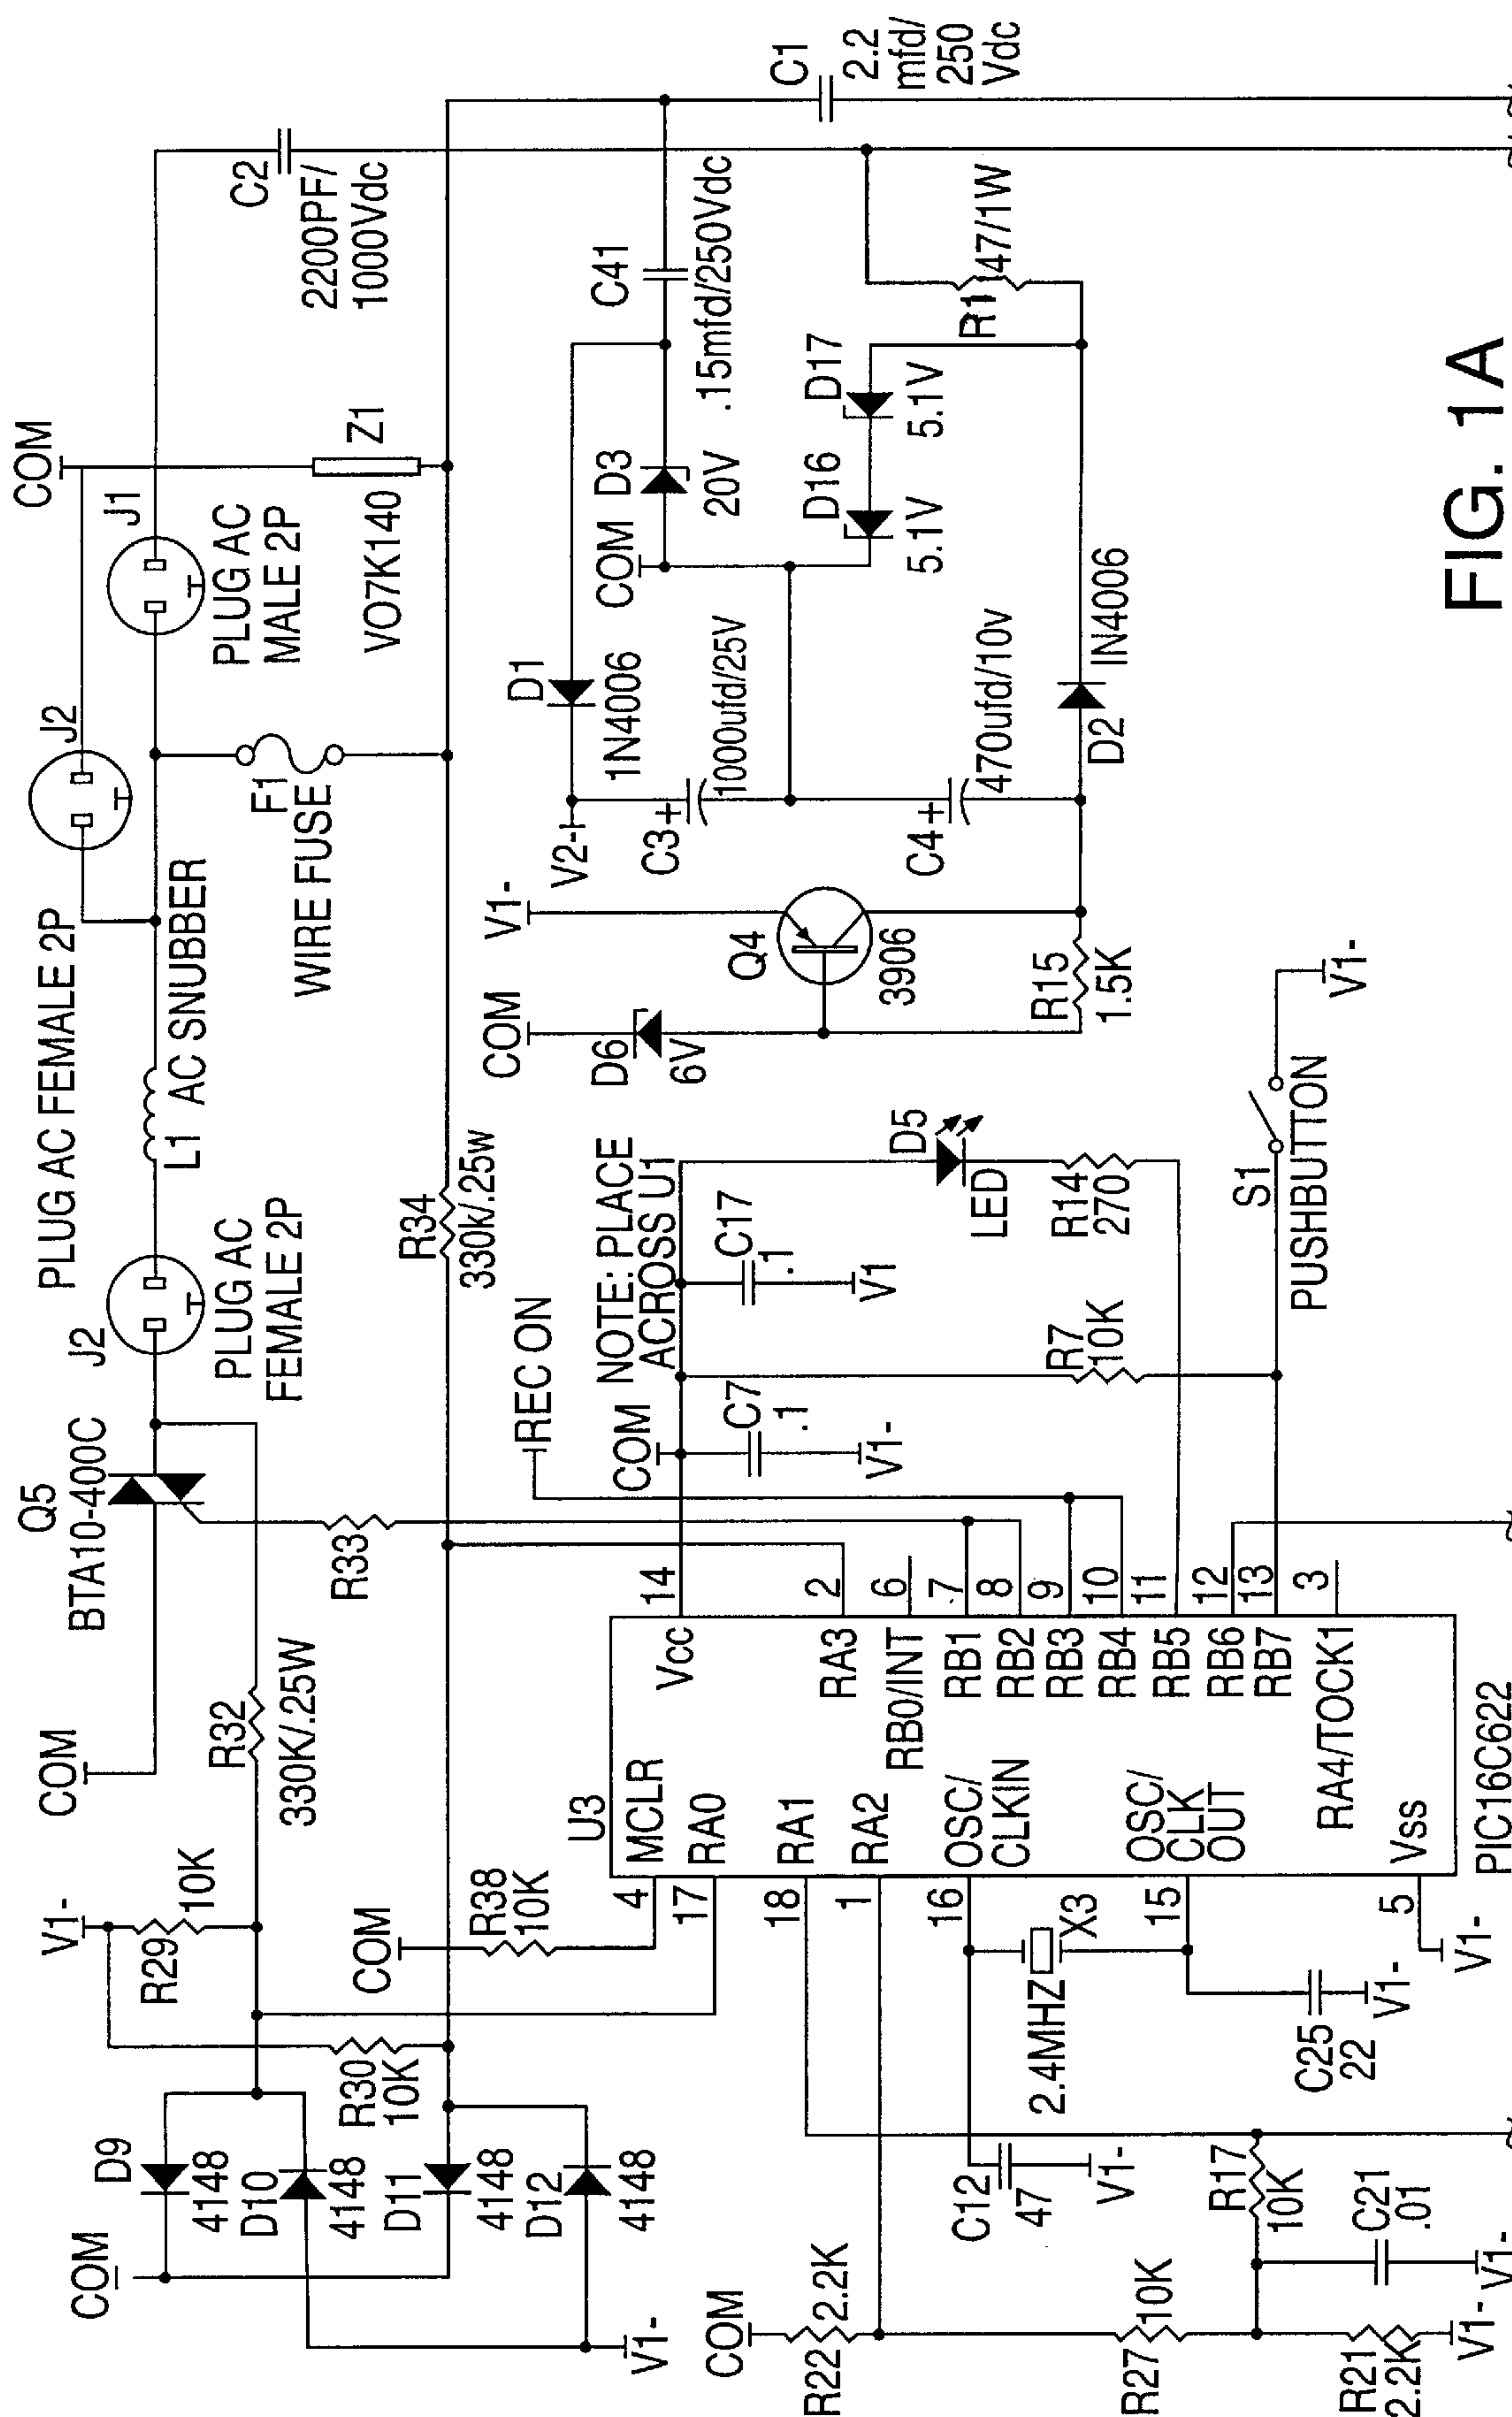 COM
D9
4148
D10
4148
D11
4148
D12
4148
V1-
V1-
R29
10K
R30
10K
COM
R32
330K/.25W
Q5
BTA10-400C
R33
J2
PLUG AC
FEMALE 2P
L1
AC SNUBBER
PLUG AC FEMALE 2P
J2
F1
WIRE FUSE
J1
PLUG AC
MALE 2P
COM
Z1
VO7K140
C2
2200PF/
1000Vdc
C1
2.2
mfd/
250
Vdc
R34
330k/.25w
COM
R38
10K
REC ON
COM
C7
.1
V1-
NOTE: PLACE
ACROSS U1
C17
.1
V1
D5
LED
R14
270
R7
10K
S1
PUSHBUTTON
V1-
COM
D6
6V
V1-
Q4
3906
R15
1.5K
V2-
C3
+
1000ufd/25V
C4
+
470ufd/10v
D1
1N4006
D2
IN4006
COM
D3
20V
D16
5.1V
D17
5.1V
C41
.15mfd/250Vdc
R1
47/1W
U3
4
MCLR
17
RA0
18
RA1
1
RA2
16
OSC/
CLKIN
15
OSC/
CLK
OUT
5
Vss
V1-
Vcc
14
RA3
2
RB0/INT
6
RB1
7
RB2
8
RB3
9
RB4
10
RB5
11
RB6
12
RB7
13
RA4/TOCK1
3
PIC16C622
X3
2.4MHZ
C25
22
V1-
C12
47
V1-
COM
R22
2.2K
R27
10K
R17
10K
C21
.01
V1-
R21
2.2K
V1-
FIG. 1A